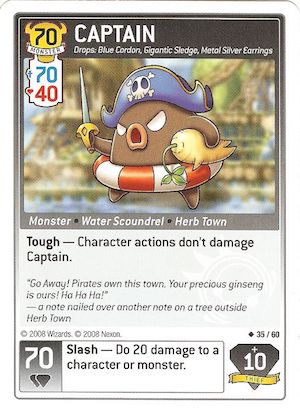 70
MONSTER
CAPTAIN
Drops: Blue Cordon, Gigantic Sledge, Metal Silver Earrings
70
40
Monster • Water Scoundrel • Herb Town
Tough — Character actions don't damage
Captain.
"Go Away! Pirates own this town. Your precious ginseng
is ours! Ha Ha Ha!"
— a note nailed over another note on a tree outside
Herb Town
© 2008 Wizards. © 2008 Nexon.
◆ 35 / 60
70
Slash — Do 20 damage to a
character or monster.
10
THIEF